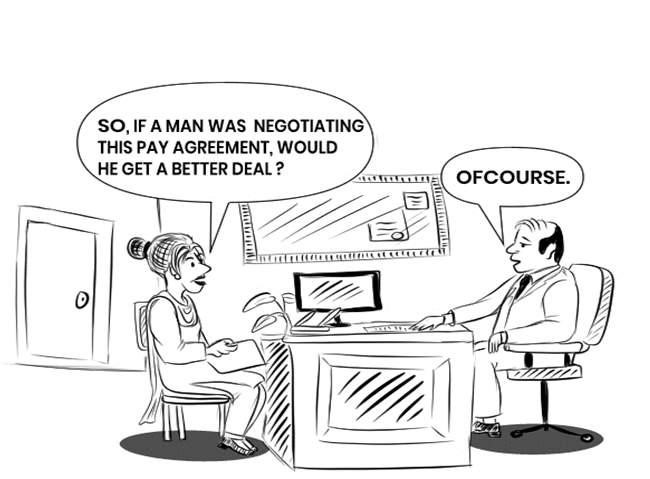 SO, IF A MAN WAS NEGOTIATING
THIS PAY AGREEMENT, WOULD
HE GET A BETTER DEAL ?
OFCOURSE.